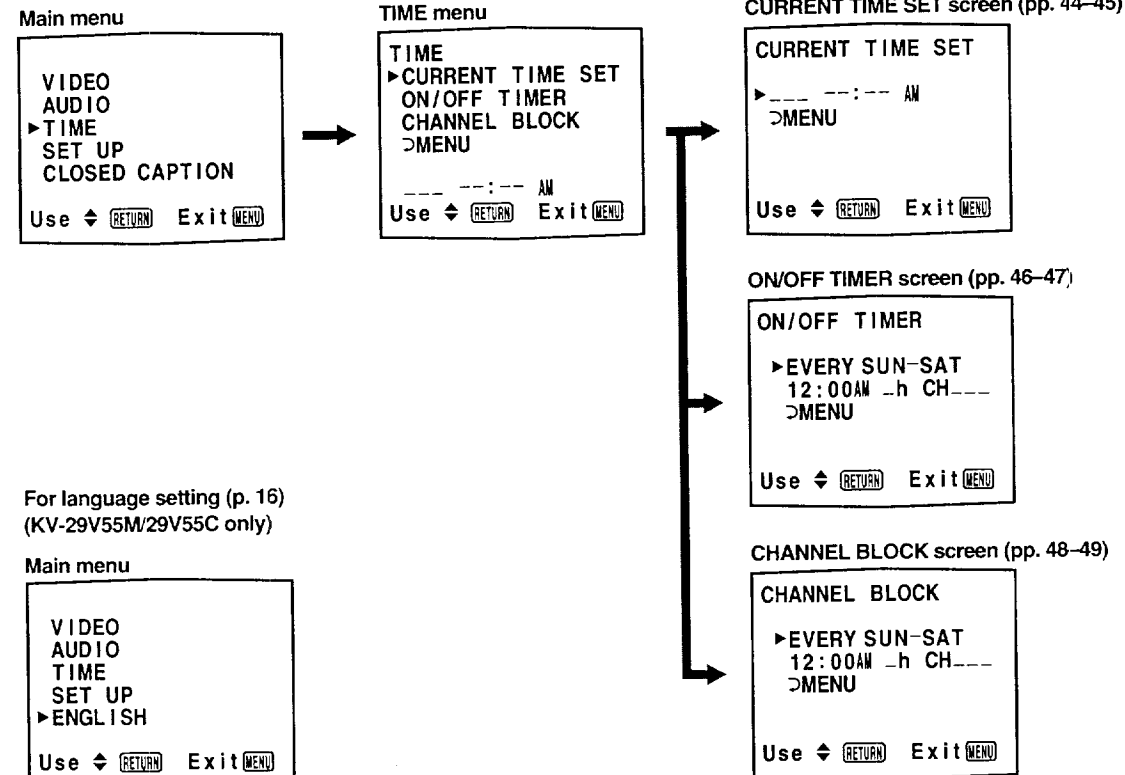 Main menu
VIDEO
AUDIO
►TIME
SET UP
CLOSED CAPTION
Use RETURN Exit MENU
TIME menu
TIME
►CURRENT TIME SET
ON/OFF TIMER
CHANNEL BLOCK
⊃MENU
___ --:-- AM
Use RETURN Exit MENU
CURRENT TIME SET screen (pp. 44–45)
CURRENT TIME SET
►___ --:-- AM
⊃MENU
Use RETURN Exit MENU
ON/OFF TIMER screen (pp. 46–47)
ON/OFF TIMER
►EVERY SUN-SAT
12:00AM _h CH___
⊃MENU
Use RETURN Exit MENU
CHANNEL BLOCK screen (pp. 48–49)
CHANNEL BLOCK
►EVERY SUN-SAT
12:00AM _h CH___
⊃MENU
Use RETURN Exit MENU
For language setting (p. 16)
(KV-29V55M/29V55C only)
Main menu
VIDEO
AUDIO
TIME
SET UP
►ENGLISH
Use RETURN Exit MENU